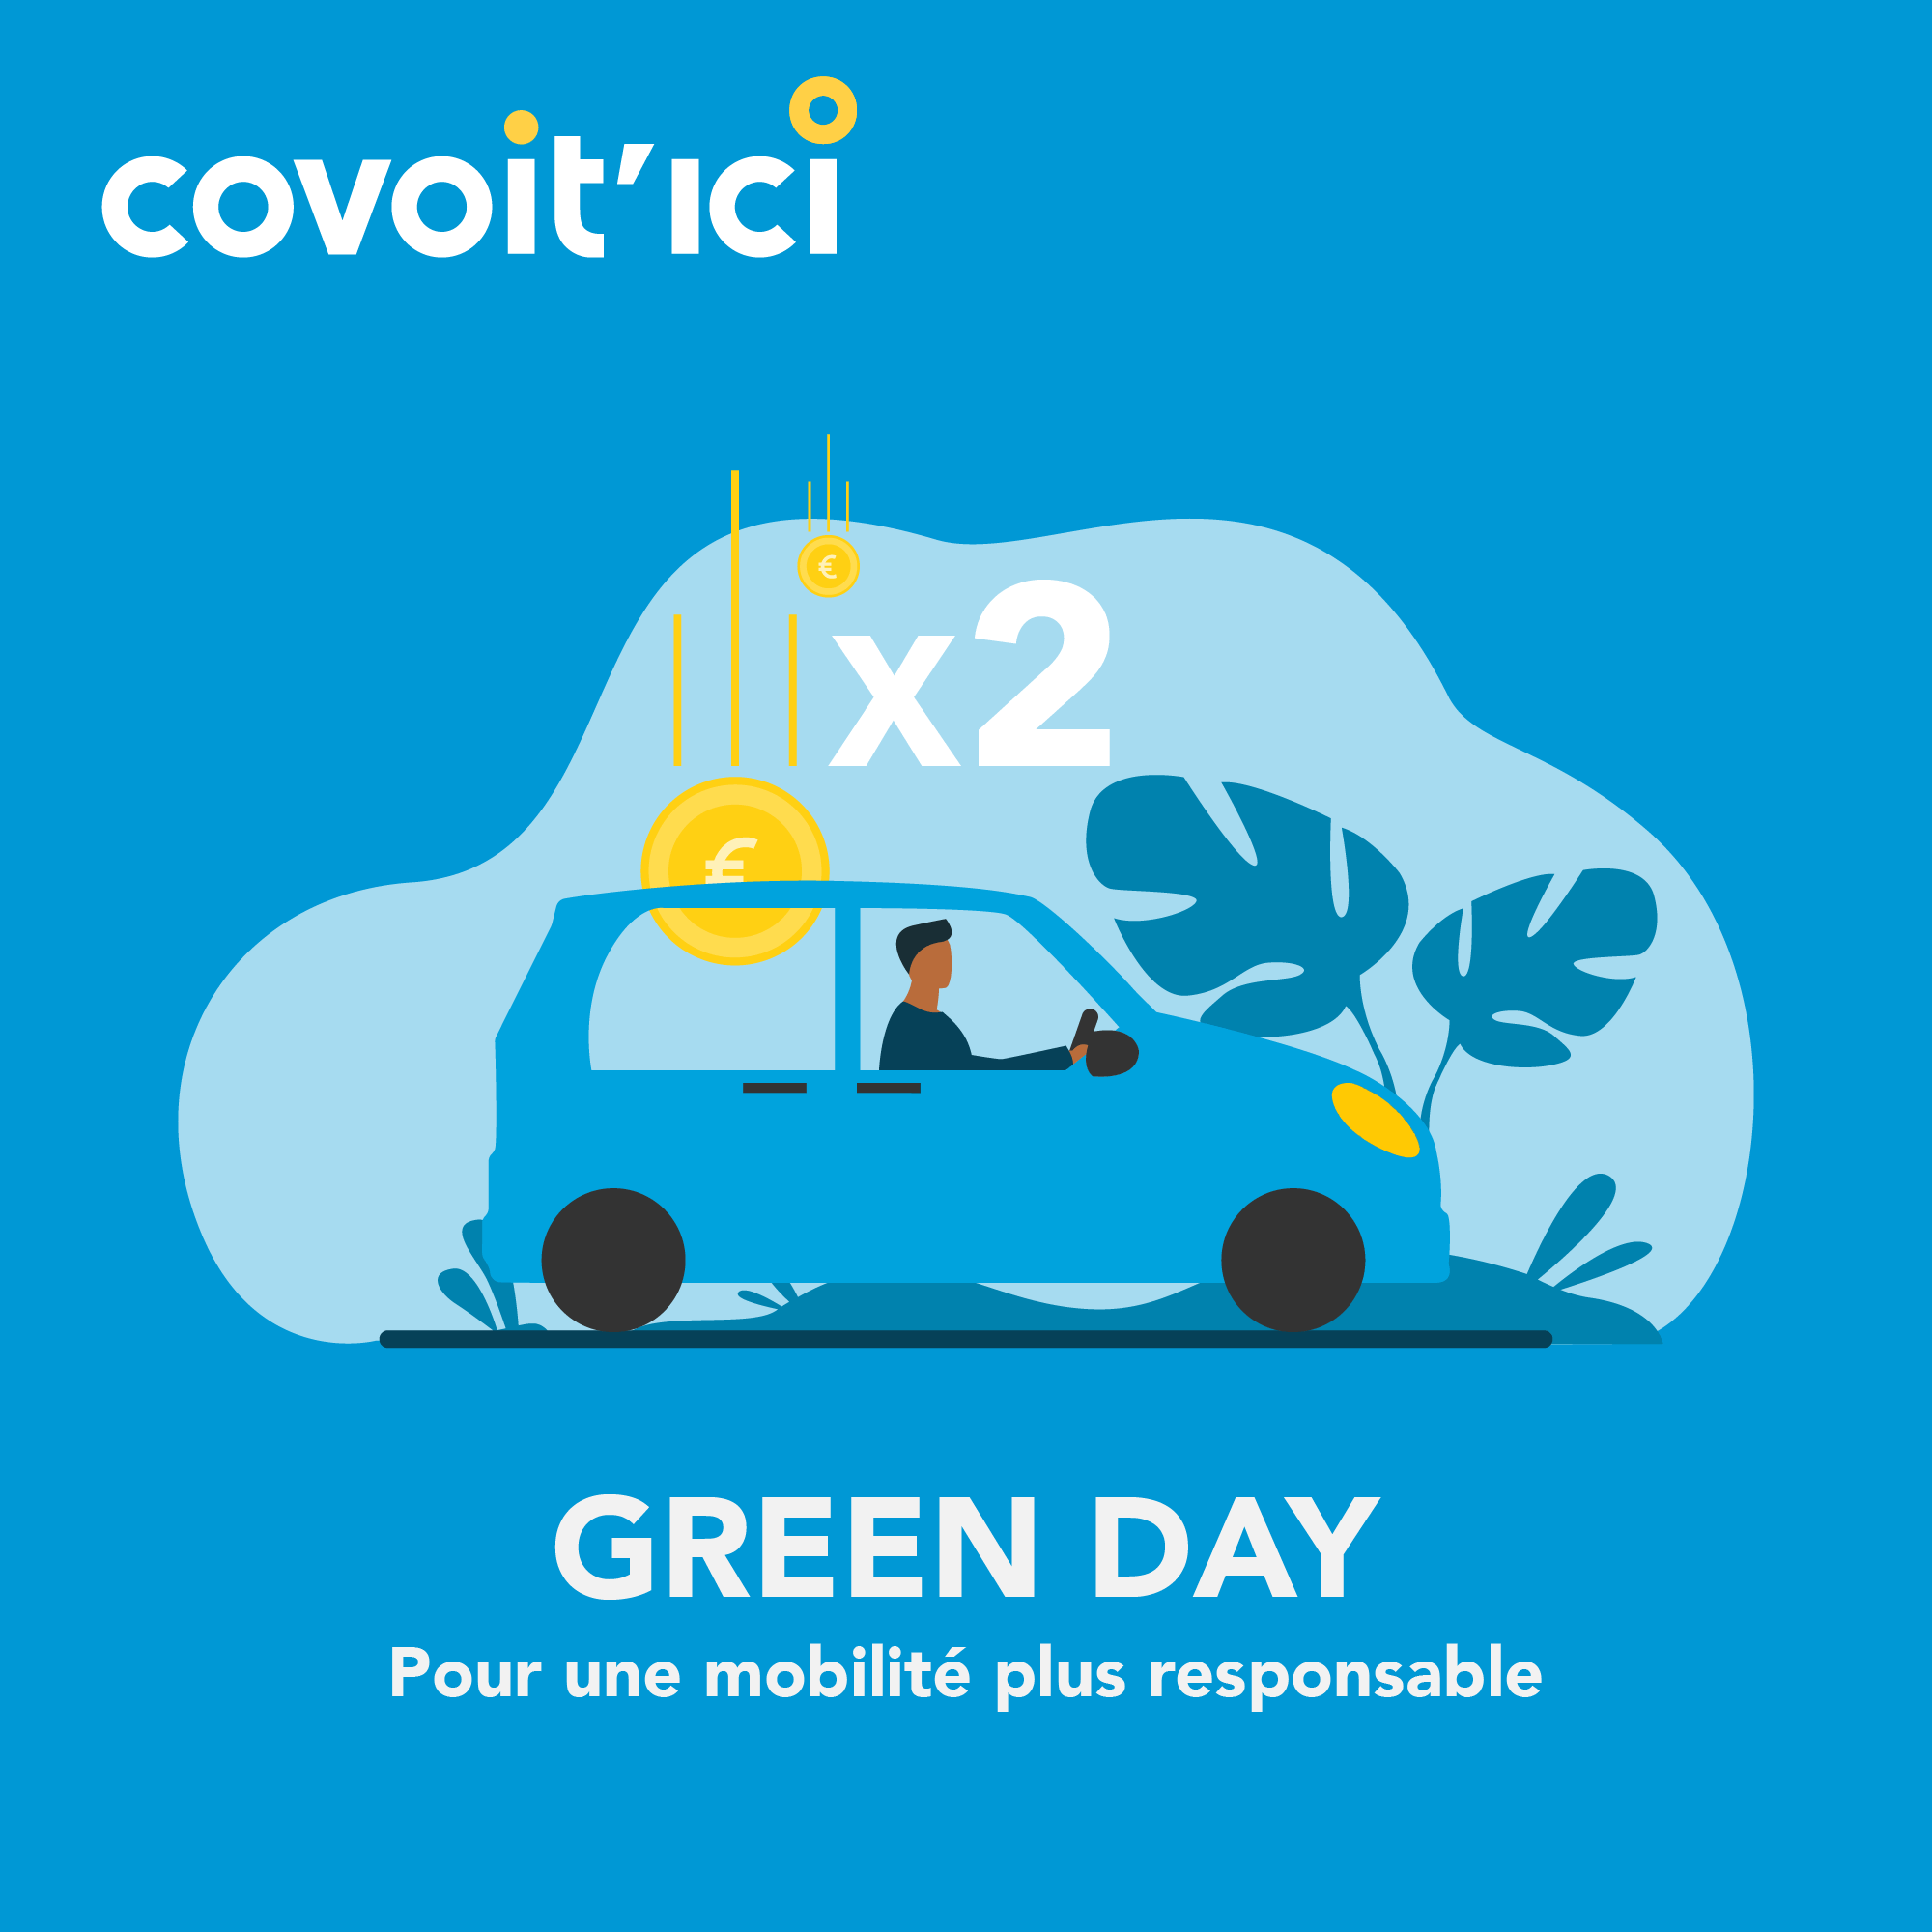 covoit'ici
€
x2
€
GREEN DAY
Pour une mobilité plus responsable